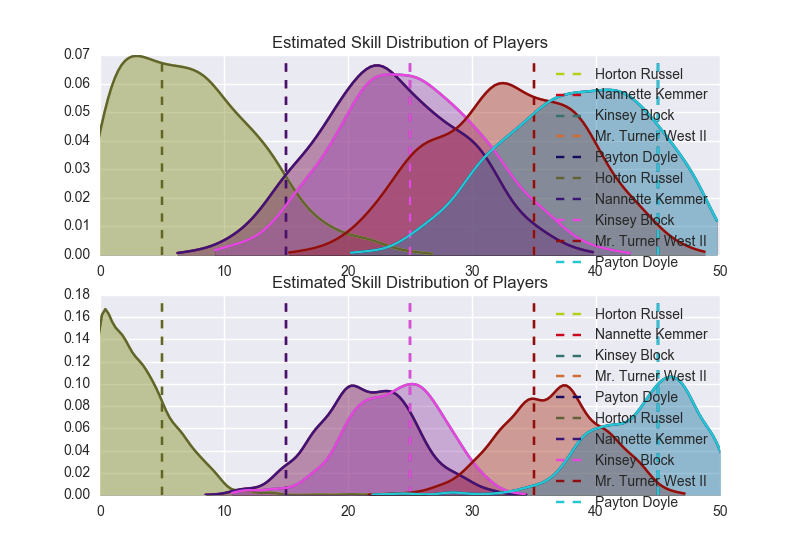 Estimated Skill Distribution of Players
0.07
0.06
0.05
0.04
0.03
0.02
0.01
0.00
0 10 20 30 40 50
Horton Russel
Nannette Kemmer
Kinsey Block
Mr. Turner West II
Payton Doyle
Horton Russel
Nannette Kemmer
Kinsey Block
Mr. Turner West II
Payton Doyle
Estimated Skill Distribution of Players
0.18
0.16
0.14
0.12
0.10
0.08
0.06
0.04
0.02
0.00
0 10 20 30 40 50
Horton Russel
Nannette Kemmer
Kinsey Block
Mr. Turner West II
Payton Doyle
Horton Russel
Nannette Kemmer
Kinsey Block
Mr. Turner West II
Payton Doyle